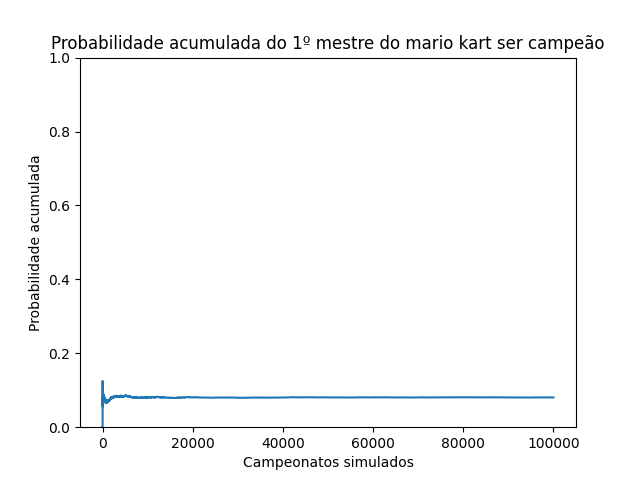 Probabilidade acumulada do 1º mestre do mario kart ser campeão
1.0
0.8
0.6
0.4
0.2
0.0
Probabilidade acumulada
0 20000 40000 60000 80000 100000
Campeonatos simulados